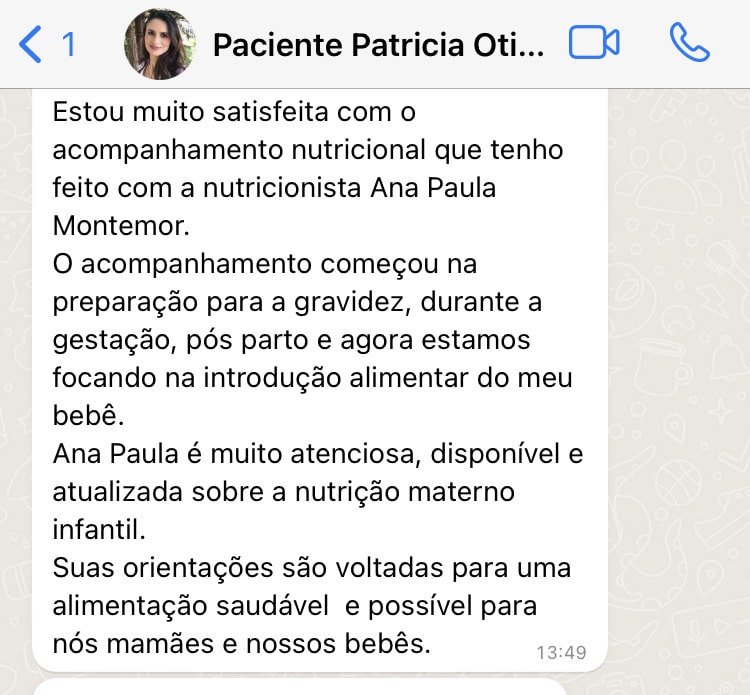 1 Paciente Patricia Oti...
Estou muito satisfeita com o
acompanhamento nutricional que tenho
feito com a nutricionista Ana Paula
Montemor.
O acompanhamento começou na
preparação para a gravidez, durante a
gestação, pós parto e agora estamos
focando na introdução alimentar do meu
bebê.
Ana Paula é muito atenciosa, disponível e
atualizada sobre a nutrição materno
infantil.
Suas orientações são voltadas para uma
alimentação saudável  e possível para
nós mamães e nossos bebês.
13:49